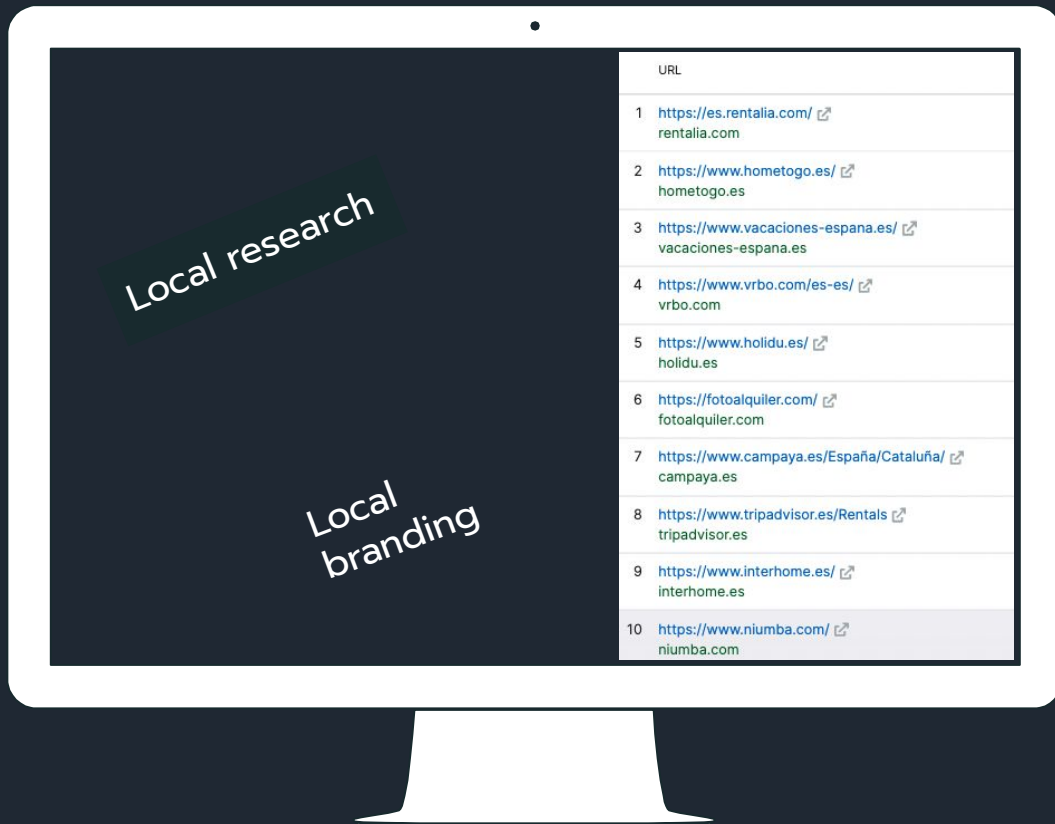 Local research
Local
branding
URL
1 https://es.rentalia.com/
rentalia.com
2 https://www.hometogo.es/
hometogo.es
3 https://www.vacaciones-espana.es/
vacaciones-espana.es
4 https://www.vrbo.com/es-es/
vrbo.com
5 https://www.holidu.es/
holidu.es
6 https://fotoalquiler.com/
fotoalquiler.com
7 https://www.campaya.es/España/Cataluña/
campaya.es
8 https://www.tripadvisor.es/Rentals
tripadvisor.es
9 https://www.interhome.es/
interhome.es
10 https://www.niumba.com/
niumba.com